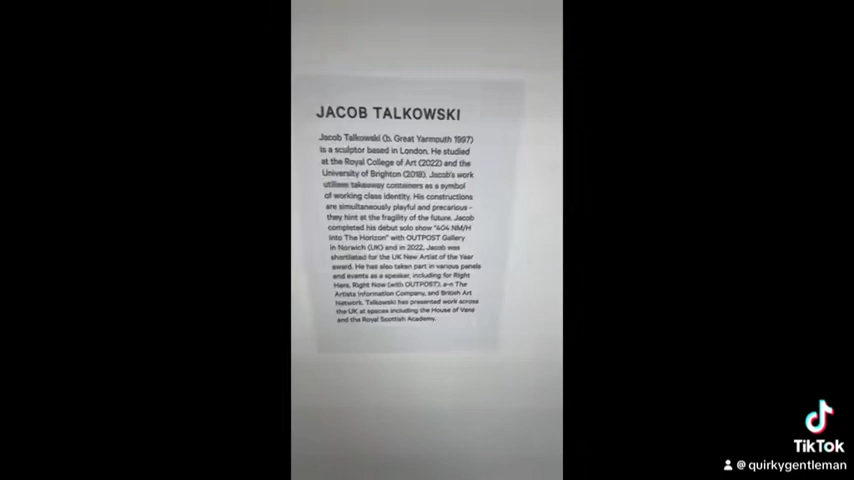 JACOB TALKOWSKI
Jacob Talkowski (b. Great Yarmouth 1997)
is a sculptor based in London. He studied
at the Royal College of Art (2022) and the
University of Brighton (2018). Jacob's work
utilises takeaway containers as a symbol
of working class identity. His constructions
are simultaneously playful and precarious -
they hint at the fragility of the future. Jacob
completed his debut solo show "404 NM/H
Into The Horizon" with OUTPOST Gallery
in Norwich (UK) and in 2022, Jacob was
shortlisted for the UK New Artist of the Year
award. He has also taken part in various panels
and events as a speaker, including for Right
Here, Right Now (with OUTPOST), a-n The
Artists Information Company, and British Art
Network. Talkowski has presented work across
the UK at spaces including the House of Vans
and the Royal Scottish Academy.
TikTok
@ quirkygentleman